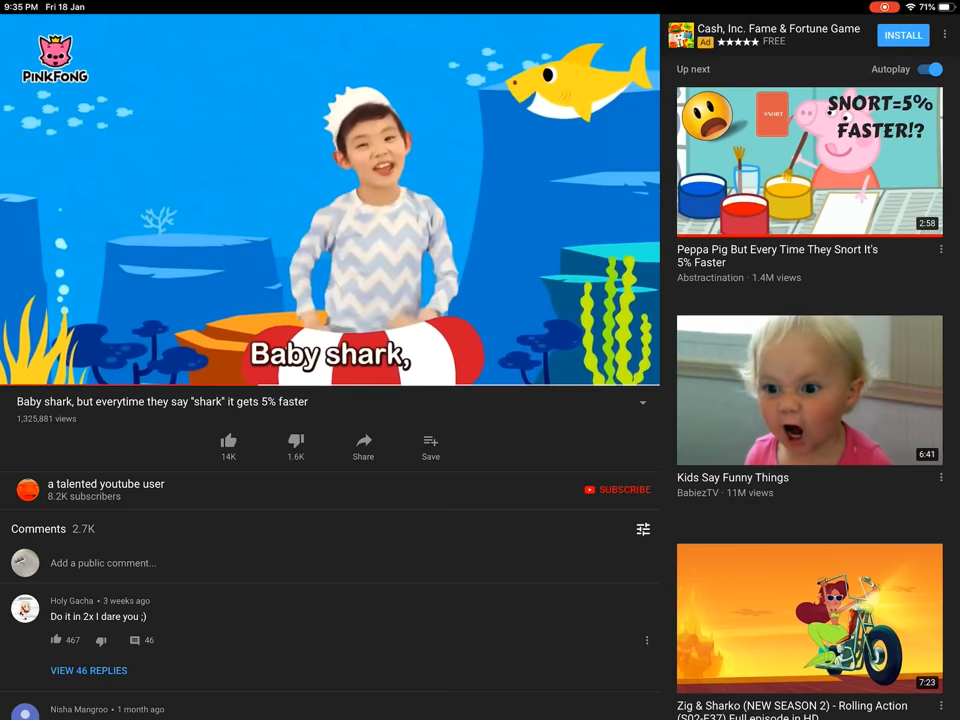 9:35 PM Fri 18 Jan
71%
PINKFONG
Baby shark,
Baby shark, but everytime they say "shark" it gets 5% faster
1,325,881 views
14K
1.6K
Share
Save
a talented youtube user
8.2K subscribers
SUBSCRIBE
Comments 2.7K
Add a public comment...
Holy Gacha • 3 weeks ago
Do it in 2x I dare you ;)
467
46
VIEW 46 REPLIES
Nisha Mangroo • 1 month ago
Cash, Inc. Fame & Fortune Game
Ad ★★★★★ FREE
INSTALL
Up next
Autoplay
SNORT=5%
FASTER!?
SNORT
2:58
Peppa Pig But Every Time They Snort It's
5% Faster
Abstractination · 1.4M views
6:41
Kids Say Funny Things
BabiezTV · 11M views
7:23
Zig & Sharko (NEW SEASON 2) - Rolling Action
(S02-E37) Full episode in HD